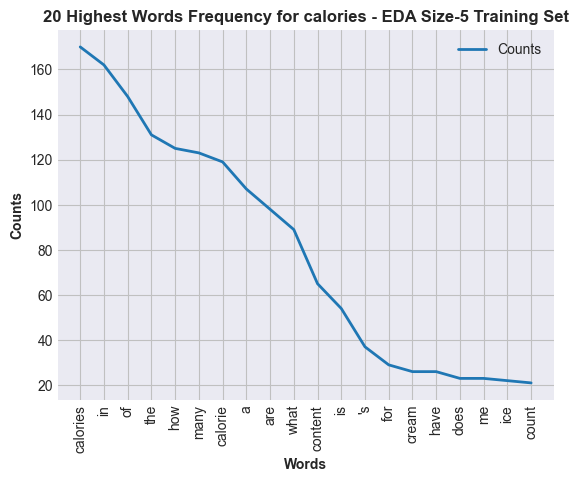 20 Highest Words Frequency for calories - EDA Size-5 Training Set
Counts
160
140
120
100
80
60
40
20
Counts
calories
in
of
the
how
many
calorie
a
are
what
content
is
's
for
cream
have
does
me
ice
count
Words